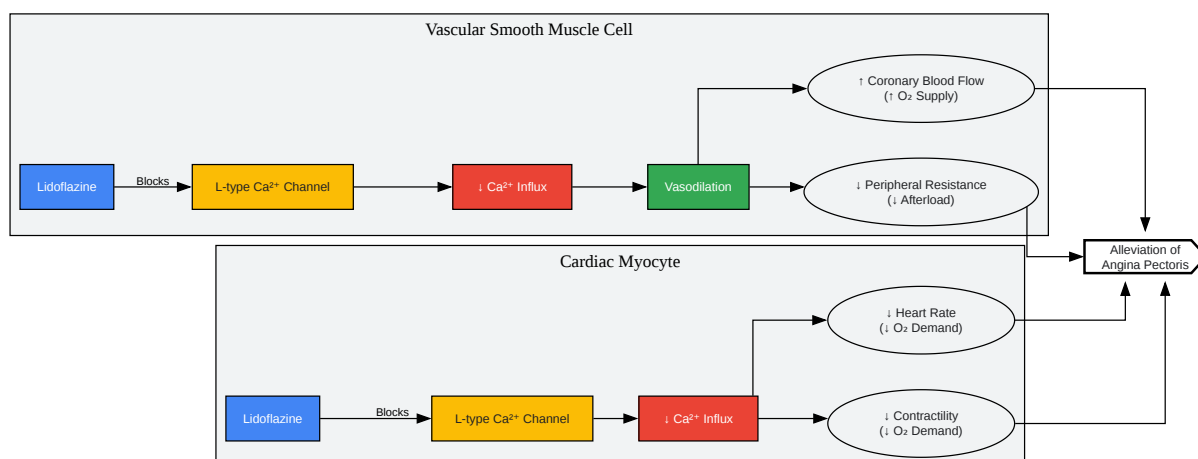 Vascular Smooth Muscle Cell
↑ Coronary Blood Flow
(↑ O₂ Supply)
Lidoflazine
Blocks
L-type Ca²⁺ Channel
↓ Ca²⁺ Influx
Vasodilation
↓ Peripheral Resistance
(↓ Afterload)
Alleviation of
Angina Pectoris
Cardiac Myocyte
↓ Heart Rate
(↓ O₂ Demand)
Lidoflazine
Blocks
L-type Ca²⁺ Channel
↓ Ca²⁺ Influx
↓ Contractility
(↓ O₂ Demand)